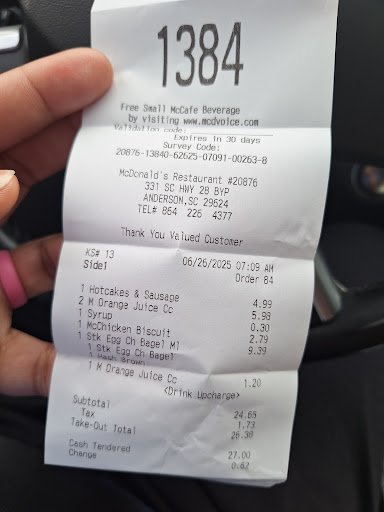 1384
Free Small McCafe Beverage
by visiting www.mcdvoice.com
Validation code:
Expires in 30 days
Survey Code:
20876-13840-62625-07091-00263-8
McDonald's Restaurant #20876
331 SC HWY 28 BYP
ANDERSON,SC 29624
TEL# 864 226 4377
Thank You Valued Customer
KS# 13 06/26/2025 07:09 AM
Side1 Order 84
1 Hotcakes & Sausage 4.99
2 M Orange Juice Cc 5.98
1 Syrup 0.30
1 McChicken Biscuit 2.79
1 Stk Egg Ch Bagel Ml 9.39
1 Stk Egg Ch Bagel
1 Hash Brown
1 M Orange Juice Cc 1.20
<Drink Upcharge>
Subtotal 24.65
Tax 1.73
Take-Out Total 26.38
Cash Tendered 27.00
Change 0.62